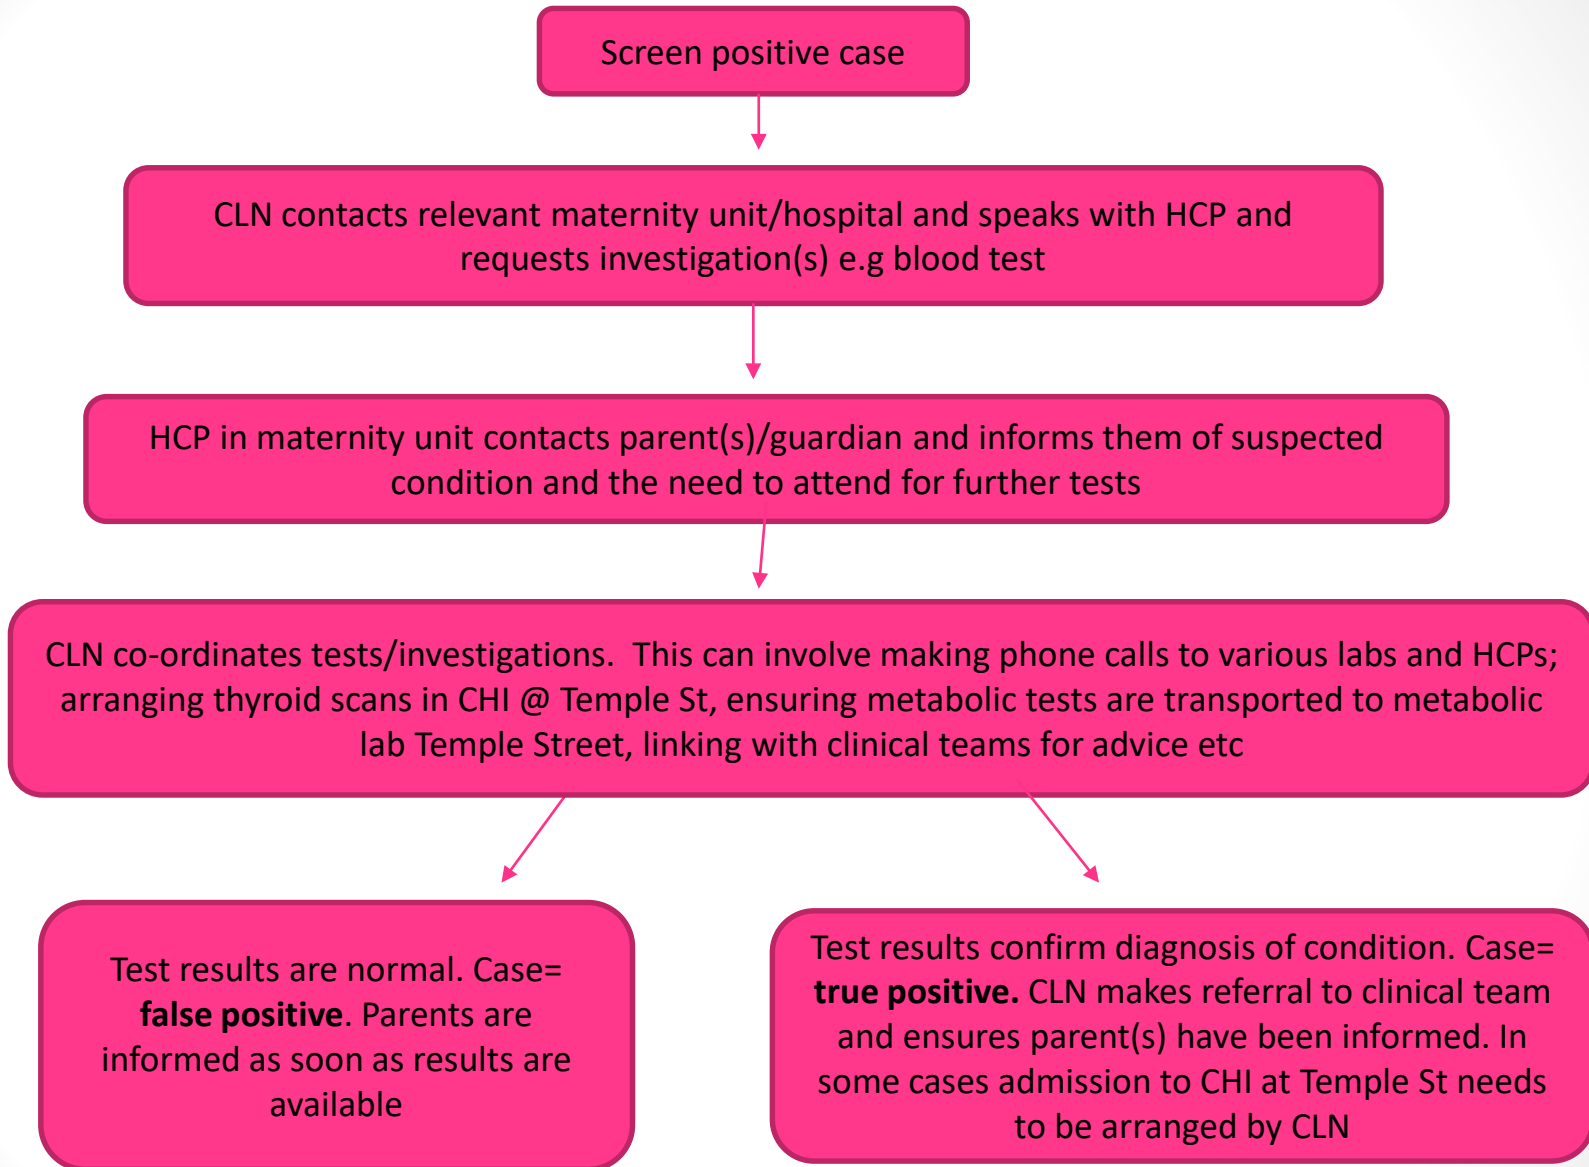 Screen positive case
CLN contacts relevant maternity unit/hospital and speaks with HCP and
requests investigation(s) e.g blood test
HCP in maternity unit contacts parent(s)/guardian and informs them of suspected
condition and the need to attend for further tests
CLN co-ordinates tests/investigations.  This can involve making phone calls to various labs and HCPs;
arranging thyroid scans in CHI @ Temple St, ensuring metabolic tests are transported to metabolic
lab Temple Street, linking with clinical teams for advice etc
Test results are normal. Case=
false positive. Parents are
informed as soon as results are
available
Test results confirm diagnosis of condition. Case=
true positive. CLN makes referral to clinical team
and ensures parent(s) have been informed. In
some cases admission to CHI at Temple St needs
to be arranged by CLN